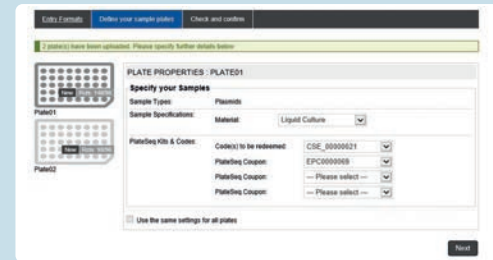 Entry Formats
Define your sample plates
Check and confirm
2 plate(s) have been uploaded. Please specify further details below
PLATE PROPERTIES : PLATE01
Specify your Samples
Sample Types: Plasmids
Sample Specifications: Material: Liquid Culture
PlateSeq Kits & Codes: Code(s) to be redeemed: CSE_00000621
PlateSeq Coupon: EPC0000069
PlateSeq Coupon: --- Please select ---
PlateSeq Coupon: --- Please select ---
Use the same settings for all plates
New
Plate01
New
Plate02
Next